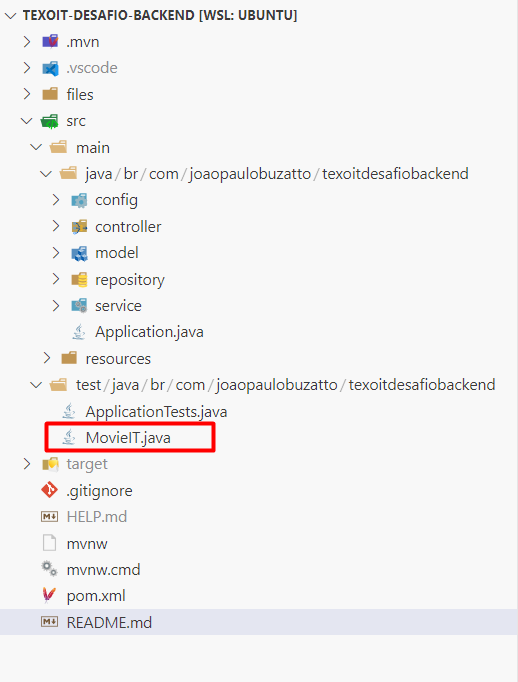 TEXOIT-DESAFIO-BACKEND [WSL: UBUNTU]
.mvn
.vscode
files
src
main
java/br/com/joaopaulobuzatto/texoitdesafiobackend
config
controller
model
repository
service
Application.java
resources
test/java/br/com/joaopaulobuzatto/texoitdesafiobackend
ApplicationTests.java
MovieIT.java
target
.gitignore
HELP.md
mvnw
mvnw.cmd
pom.xml
README.md